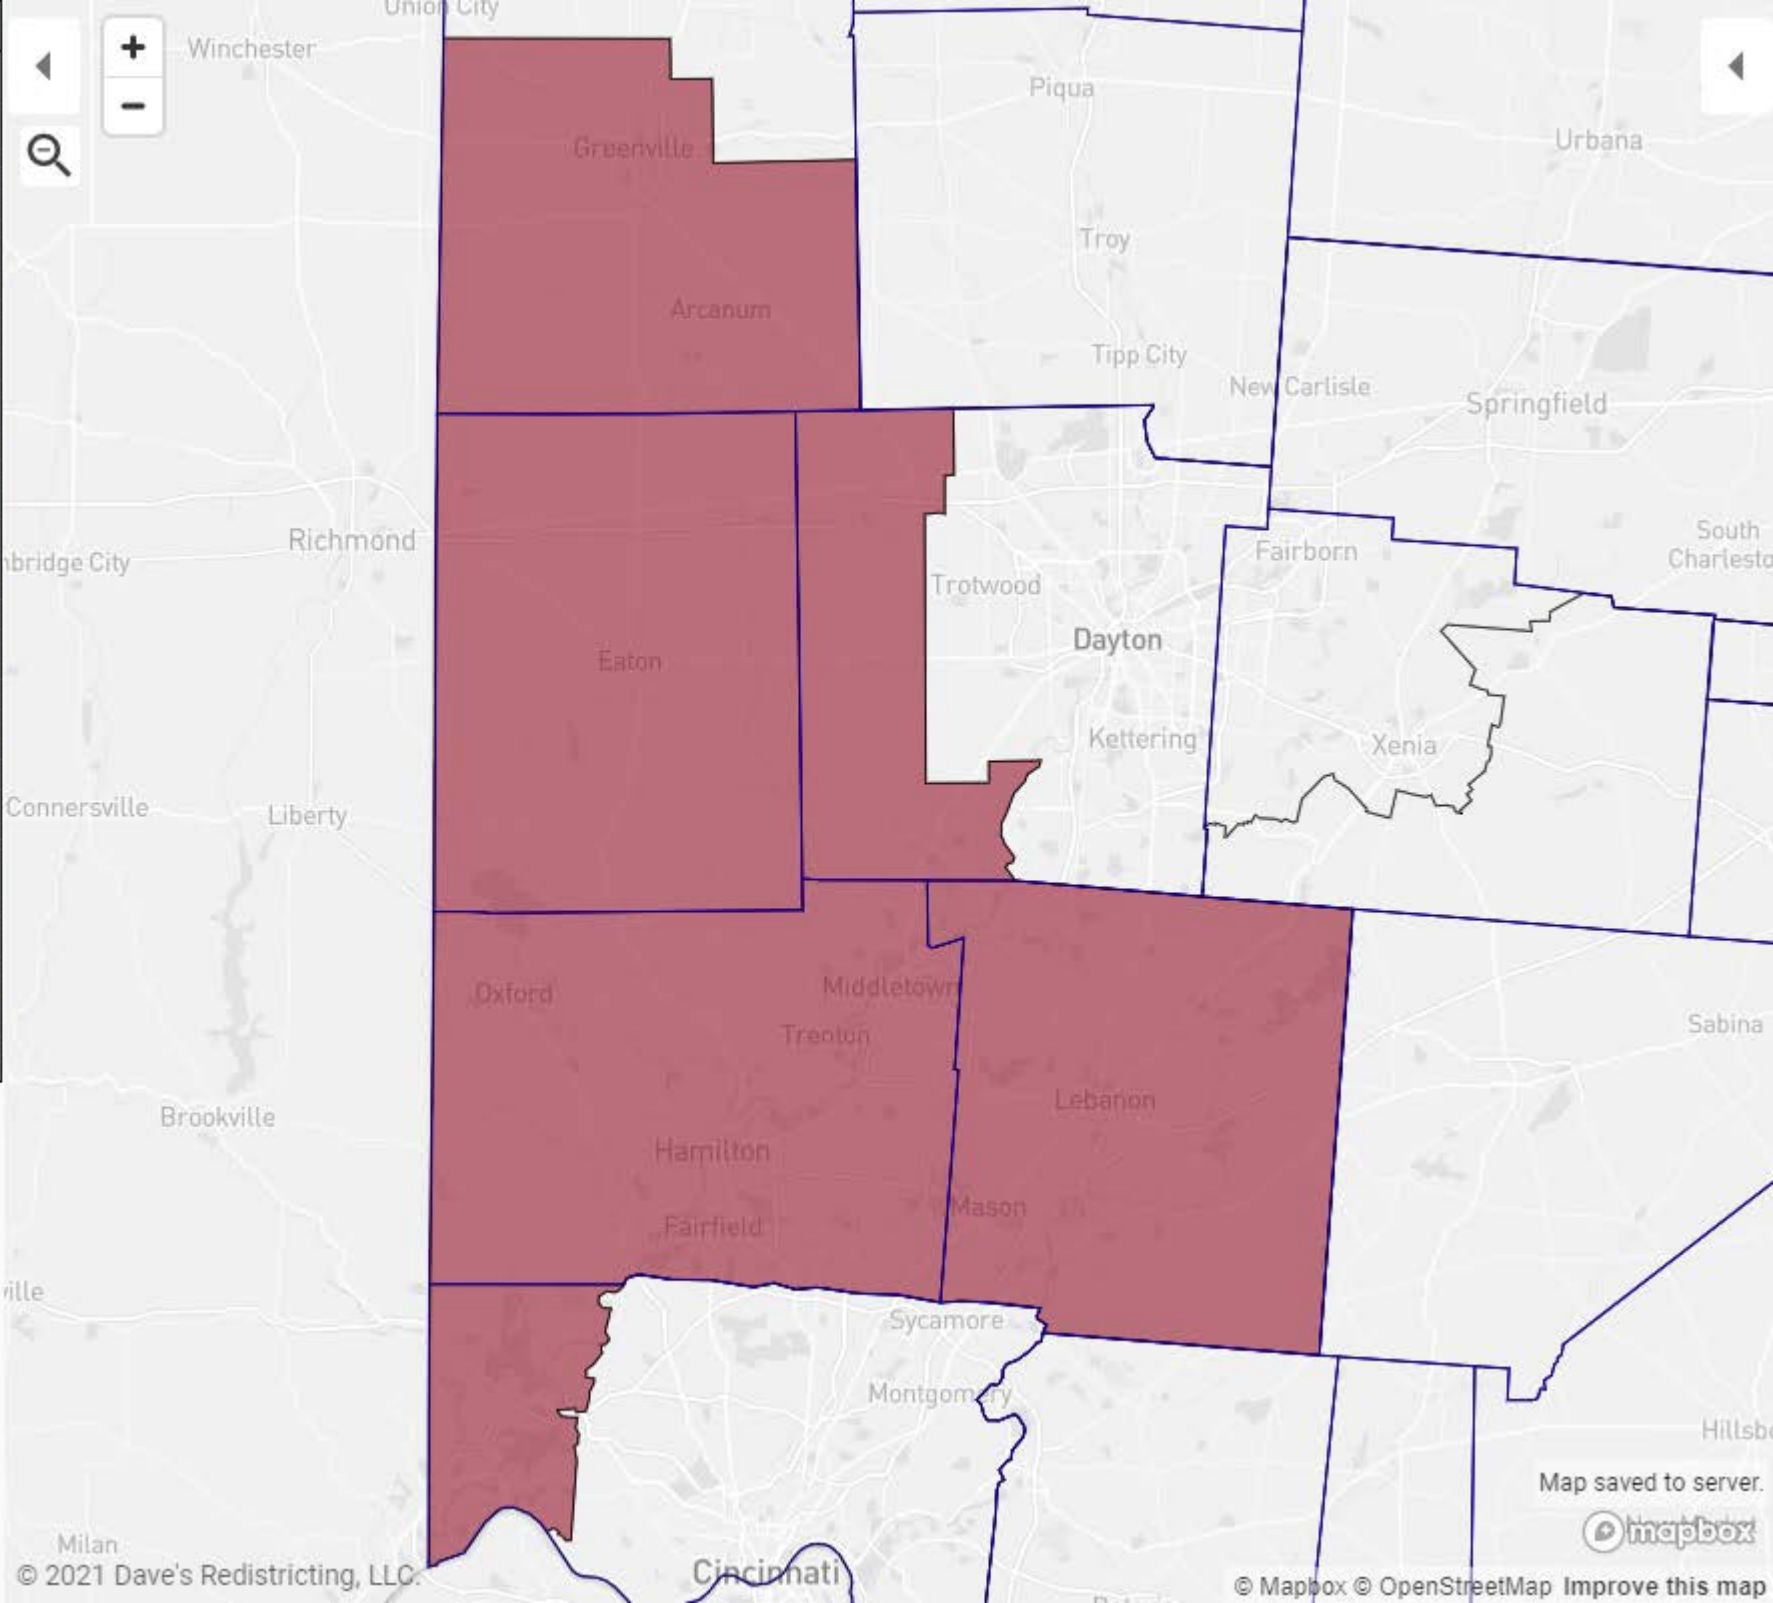 Union City
+
Winchester
−
Piqua
Urbana
Greenville
Troy
Arcanum
Tipp City
New Carlisle
Springfield
Richmond
South
Charlesto
Fairborn
nbridge City
Trotwood
Dayton
Eaton
Kettering
Xenia
Connersville
Liberty
Oxford
Middletown
Sabina
Trenton
Lebanon
Brookville
Hamilton
Mason
Fairfield
ville
Sycamore
Montgomery
Hillsbo
Map saved to server.
mapbox
Milan
Cincinnati
© 2021 Dave's Redistricting, LLC.
© Mapbox © OpenStreetMap Improve this map